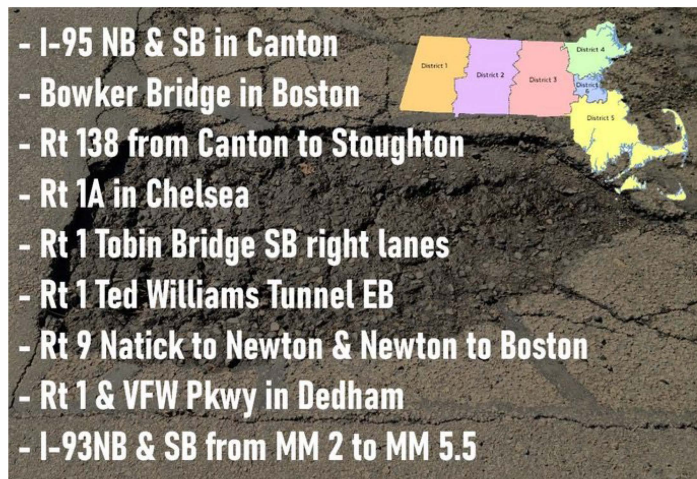 - I-95 NB & SB in Canton
- Bowker Bridge in Boston
- Rt 138 from Canton to Stoughton
- Rt 1A in Chelsea
- Rt 1 Tobin Bridge SB right lanes
- Rt 1 Ted Williams Tunnel EB
- Rt 9 Natick to Newton & Newton to Boston
- Rt 1 & VFW Pkwy in Dedham
- I-93NB & SB from MM 2 to MM 5.5
District 1
District 2
District 3
District 4
District
District 5